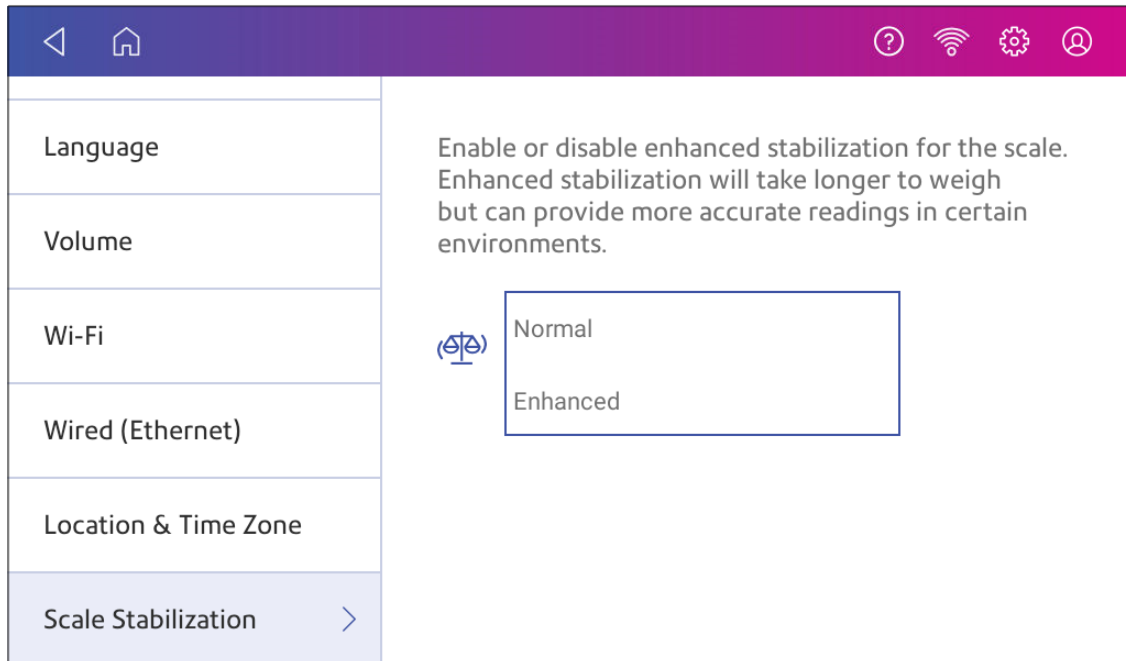 Language
Volume
Wi-Fi
Wired (Ethernet)
Location & Time Zone
Scale Stabilization
Enable or disable enhanced stabilization for the scale.
Enhanced stabilization will take longer to weigh
but can provide more accurate readings in certain
environments.
Normal
Enhanced